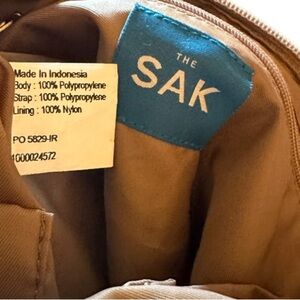 THE
SAK
Made In Indonesia
Body : 100% Polypropylene
Strap : 100% Polypropylene
Lining : 100% Nylon
PO 5829-IR
1000024572